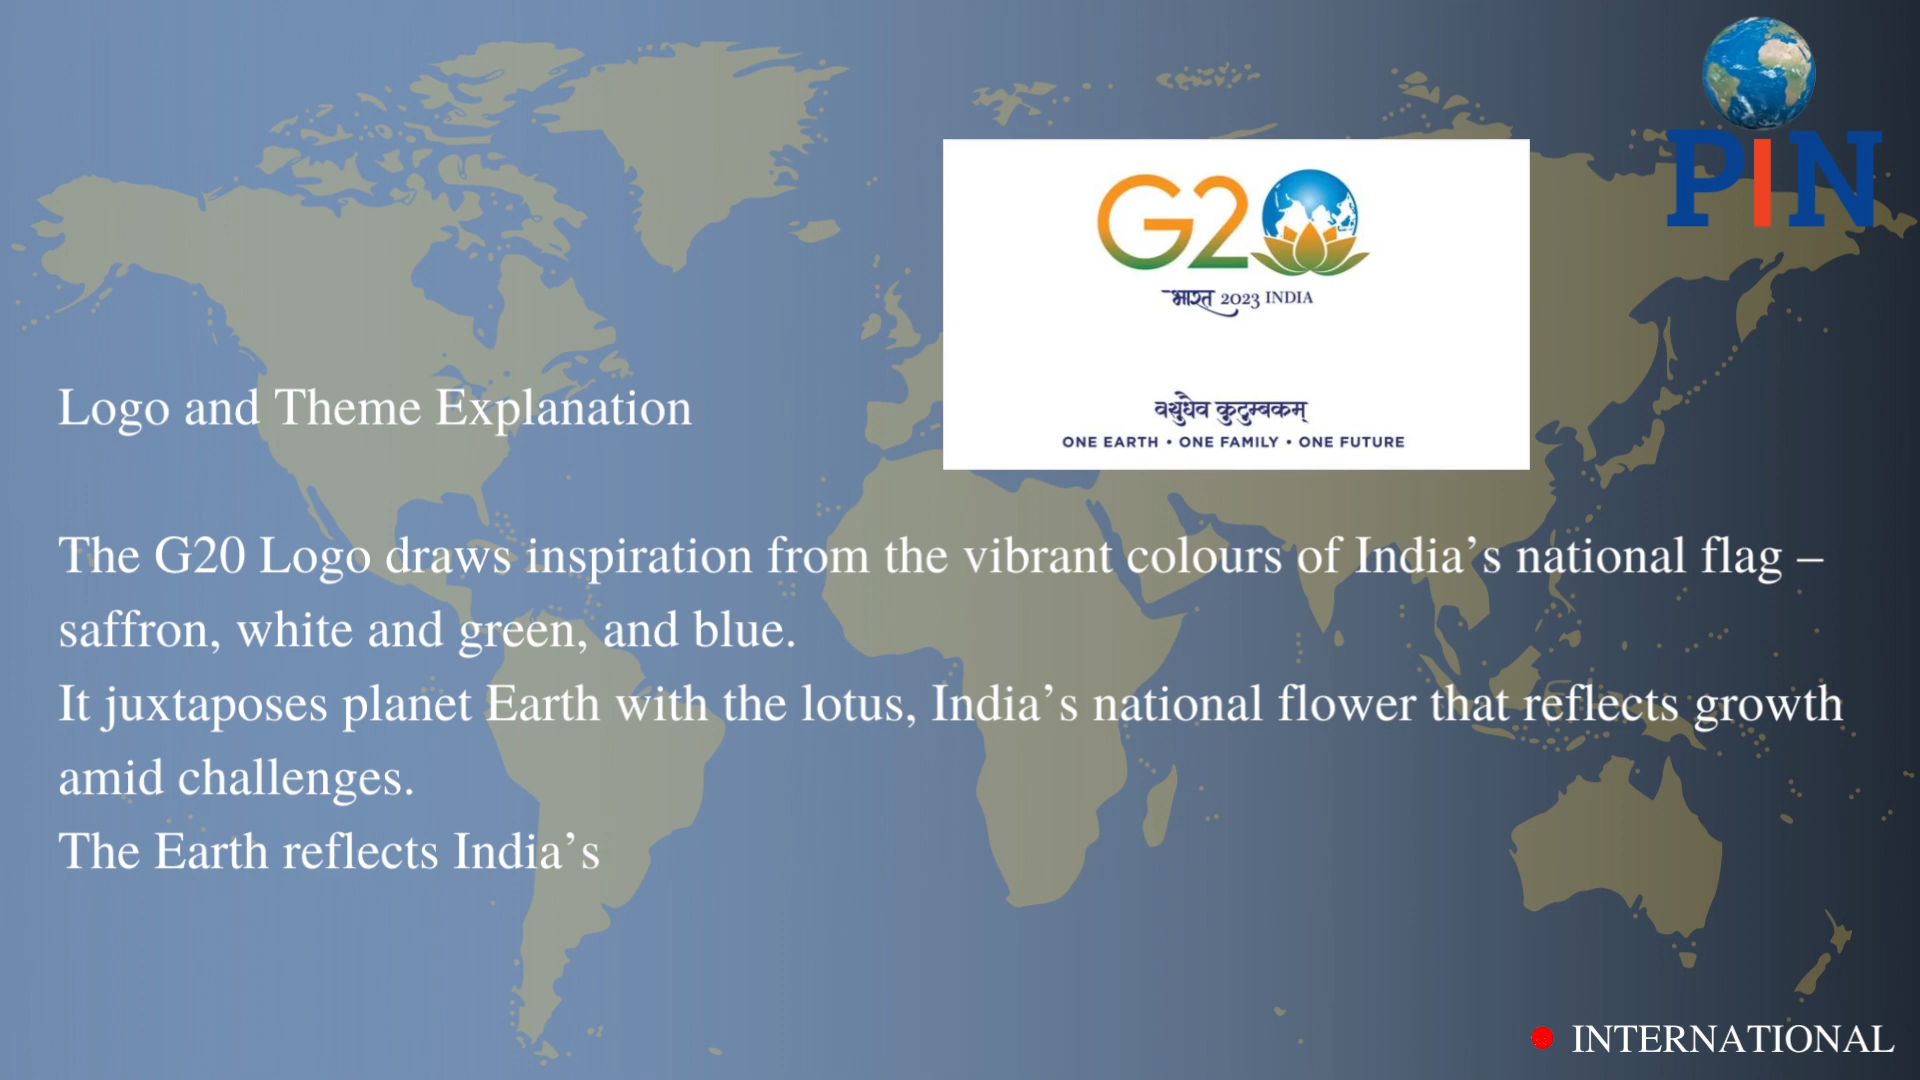 PIN
G20
भारत 2023 INDIA
वसुधैव कुटुम्बकम्
ONE EARTH • ONE FAMILY • ONE FUTURE
Logo and Theme Explanation
The G20 Logo draws inspiration from the vibrant colours of India’s national flag –
saffron, white and green, and blue.
It juxtaposes planet Earth with the lotus, India’s national flower that reflects growth
amid challenges.
The Earth reflects India’s
INTERNATIONAL